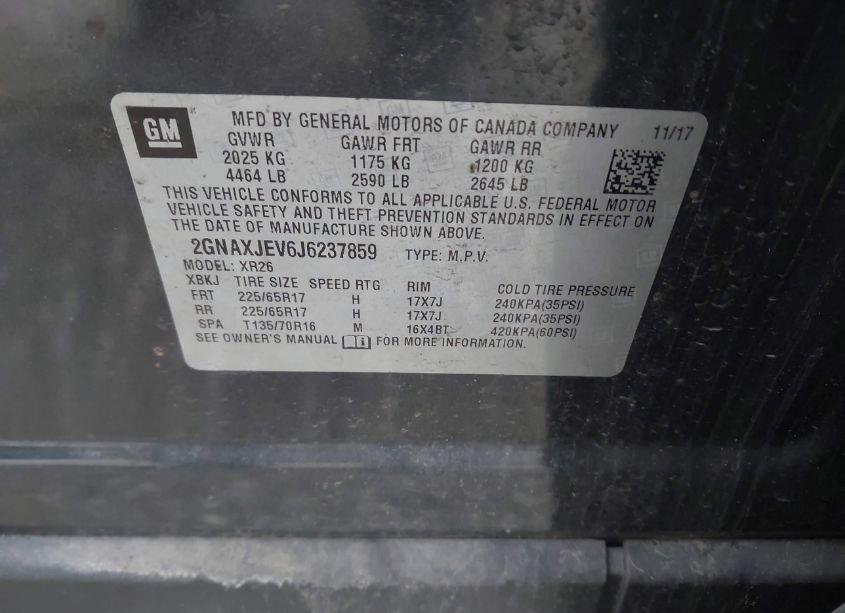 GM
MFD BY GENERAL MOTORS OF CANADA COMPANY 11/17
GVWR GAWR FRT GAWR RR
2025 KG 1175 KG 1200 KG
4464 LB 2590 LB 2645 LB
THIS VEHICLE CONFORMS TO ALL APPLICABLE U.S. FEDERAL MOTOR
VEHICLE SAFETY AND THEFT PREVENTION STANDARDS IN EFFECT ON
THE DATE OF MANUFACTURE SHOWN ABOVE.
2GNAXJEV6J6237859 TYPE: M.P.V.
MODEL: XR26
XBKJ TIRE SIZE SPEED RTG RIM COLD TIRE PRESSURE
FRT 225/65R17 H 17X7J 240KPA(35PSI)
RR 225/65R17 H 17X7J 240KPA(35PSI)
SPA T135/70R16 M 16X4BT 420KPA(60PSI)
SEE OWNER'S MANUAL FOR MORE INFORMATION.